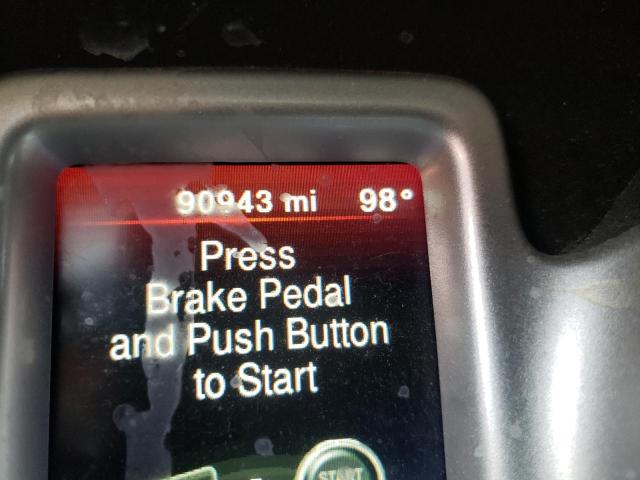 90943 mi 98°
Press
Brake Pedal
and Push Button
to Start
START